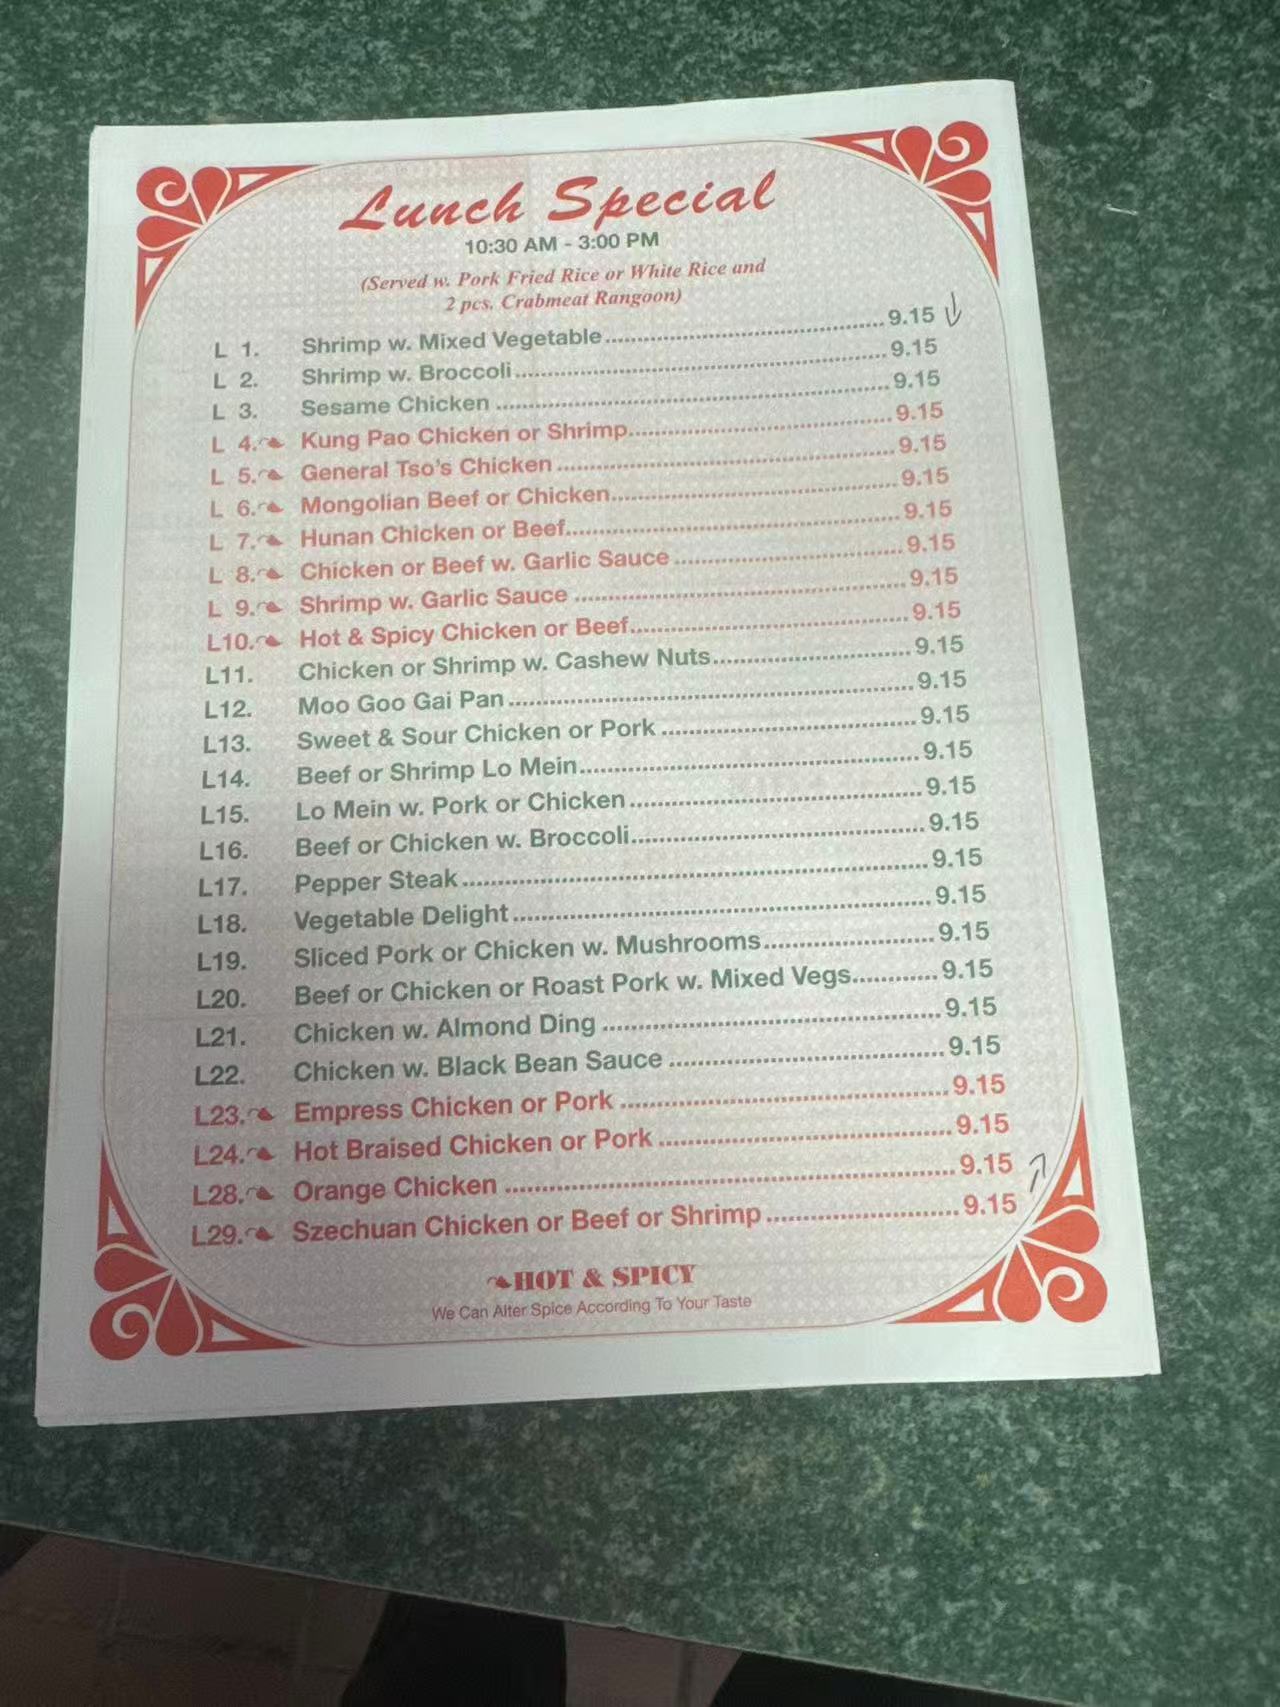 Lunch Special
10:30 AM - 3:00 PM
(Served w. Pork Fried Rice or White Rice and
2 pcs. Crabmeat Rangoon)
L 1. Shrimp w. Mixed Vegetable 9.15
L 2. Shrimp w. Broccoli 9.15
L 3. Sesame Chicken 9.15
L 4. Kung Pao Chicken or Shrimp 9.15
L 5. General Tso's Chicken 9.15
L 6. Mongolian Beef or Chicken 9.15
L 7. Hunan Chicken or Beef 9.15
L 8. Chicken or Beef w. Garlic Sauce 9.15
L 9. Shrimp w. Garlic Sauce 9.15
L10. Hot & Spicy Chicken or Beef 9.15
L11. Chicken or Shrimp w. Cashew Nuts 9.15
L12. Moo Goo Gai Pan 9.15
L13. Sweet & Sour Chicken or Pork 9.15
L14. Beef or Shrimp Lo Mein 9.15
L15. Lo Mein w. Pork or Chicken 9.15
L16. Beef or Chicken w. Broccoli 9.15
L17. Pepper Steak 9.15
L18. Vegetable Delight 9.15
L19. Sliced Pork or Chicken w. Mushrooms 9.15
L20. Beef or Chicken or Roast Pork w. Mixed Vegs 9.15
L21. Chicken w. Almond Ding 9.15
L22. Chicken w. Black Bean Sauce 9.15
L23. Empress Chicken or Pork 9.15
L24. Hot Braised Chicken or Pork 9.15
L28. Orange Chicken 9.15
L29. Szechuan Chicken or Beef or Shrimp 9.15
HOT & SPICY
We Can Alter Spice According To Your Taste